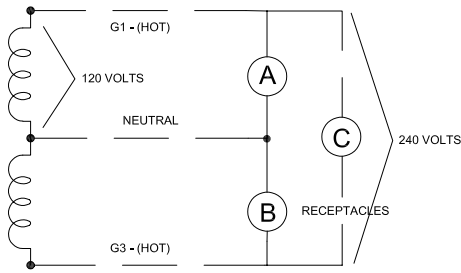 G1 - (HOT)
A
120 VOLTS
NEUTRAL
C
240 VOLTS
B
RECEPTACLES
G3 - (HOT)